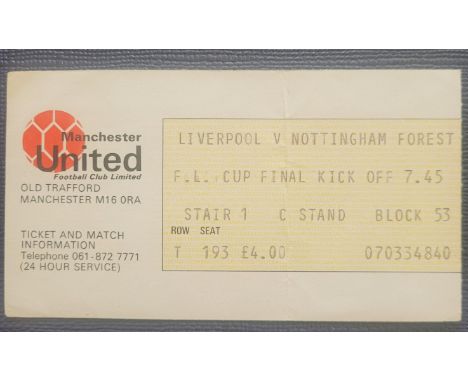 Manchester
United
Football Club Limited
OLD TRAFFORD
MANCHESTER M16 0RA
TICKET AND MATCH
INFORMATION
Telephone 061-872 7771
(24 HOUR SERVICE)
LIVERPOOL V NOTTINGHAM FOREST
F.L. CUP FINAL KICK OFF 7.45
STAIR 1 C STAND BLOCK 53
ROW SEAT
T 193 £4.00 070334840